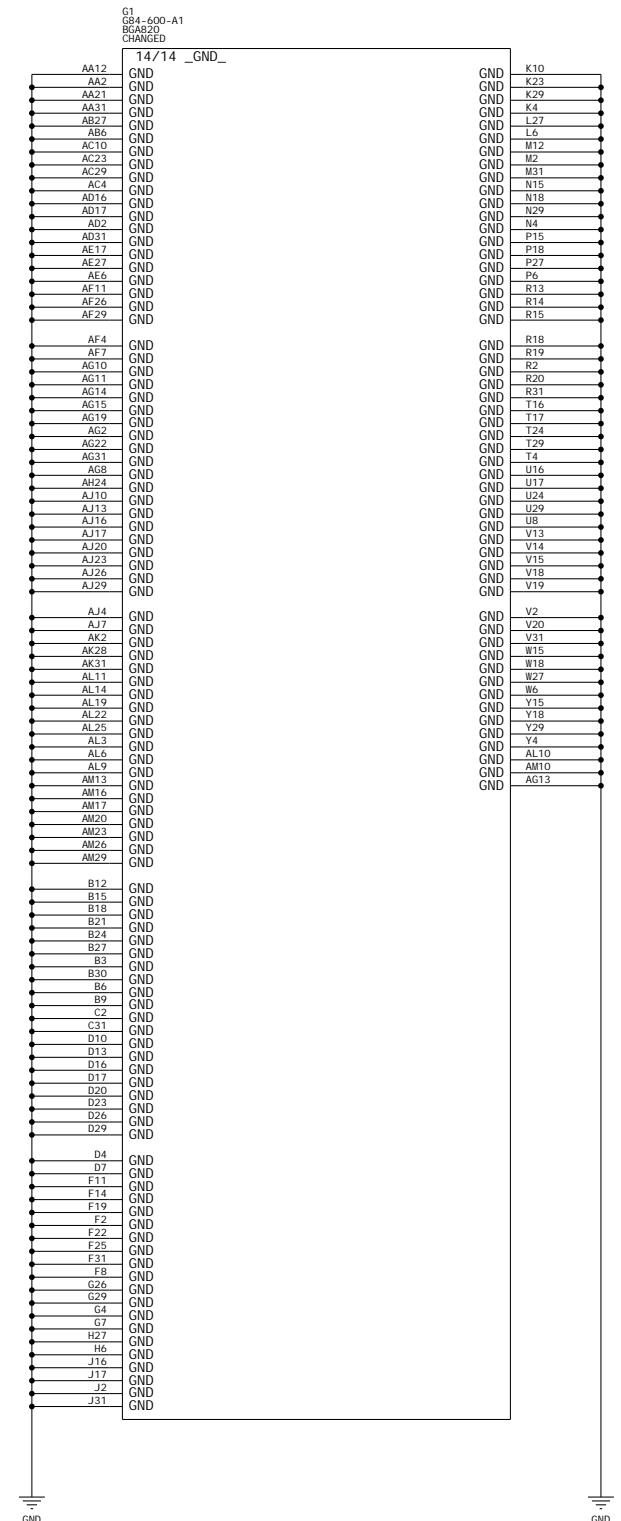 G1
G84-600-A1
BGA820
CHANGED
14/14 _GND_
AA12 GND GND K10
AA2 GND GND K23
AA21 GND GND K29
AA31 GND GND K4
AB27 GND GND L27
AB6 GND GND L6
AC10 GND GND M12
AC23 GND GND M2
AC29 GND GND M31
AC4 GND GND N15
AD16 GND GND N18
AD17 GND GND N29
AD2 GND GND N4
AD31 GND GND P15
AE17 GND GND P18
AE27 GND GND P27
AE6 GND GND P6
AF11 GND GND R13
AF26 GND GND R14
AF29 GND GND R15
AF4 GND GND R18
AF7 GND GND R19
AG10 GND GND R2
AG11 GND GND R20
AG14 GND GND R31
AG15 GND GND T16
AG19 GND GND T17
AG2 GND GND T24
AG22 GND GND T29
AG31 GND GND T4
AG8 GND GND U16
AH24 GND GND U17
AJ10 GND GND U24
AJ13 GND GND U29
AJ16 GND GND U8
AJ17 GND GND V13
AJ20 GND GND V14
AJ23 GND GND V15
AJ26 GND GND V18
AJ29 GND GND V19
AJ4 GND GND V2
AJ7 GND GND V20
AK2 GND GND V31
AK28 GND GND W15
AK31 GND GND W18
AL11 GND GND W27
AL14 GND GND W6
AL19 GND GND Y15
AL22 GND GND Y18
AL25 GND GND Y29
AL3 GND GND Y4
AL6 GND GND AL10
AL9 GND GND AM10
AM13 GND GND AG13
AM16 GND
AM17 GND
AM20 GND
AM23 GND
AM26 GND
AM29 GND
B12 GND
B15 GND
B18 GND
B21 GND
B24 GND
B27 GND
B3 GND
B30 GND
B6 GND
B9 GND
C2 GND
C31 GND
D10 GND
D13 GND
D16 GND
D17 GND
D20 GND
D23 GND
D26 GND
D29 GND
D4 GND
D7 GND
F11 GND
F14 GND
F19 GND
F2 GND
F22 GND
F25 GND
F31 GND
F8 GND
G26 GND
G29 GND
G4 GND
G7 GND
H27 GND
H6 GND
J16 GND
J17 GND
J2 GND
J31 GND
GND GND